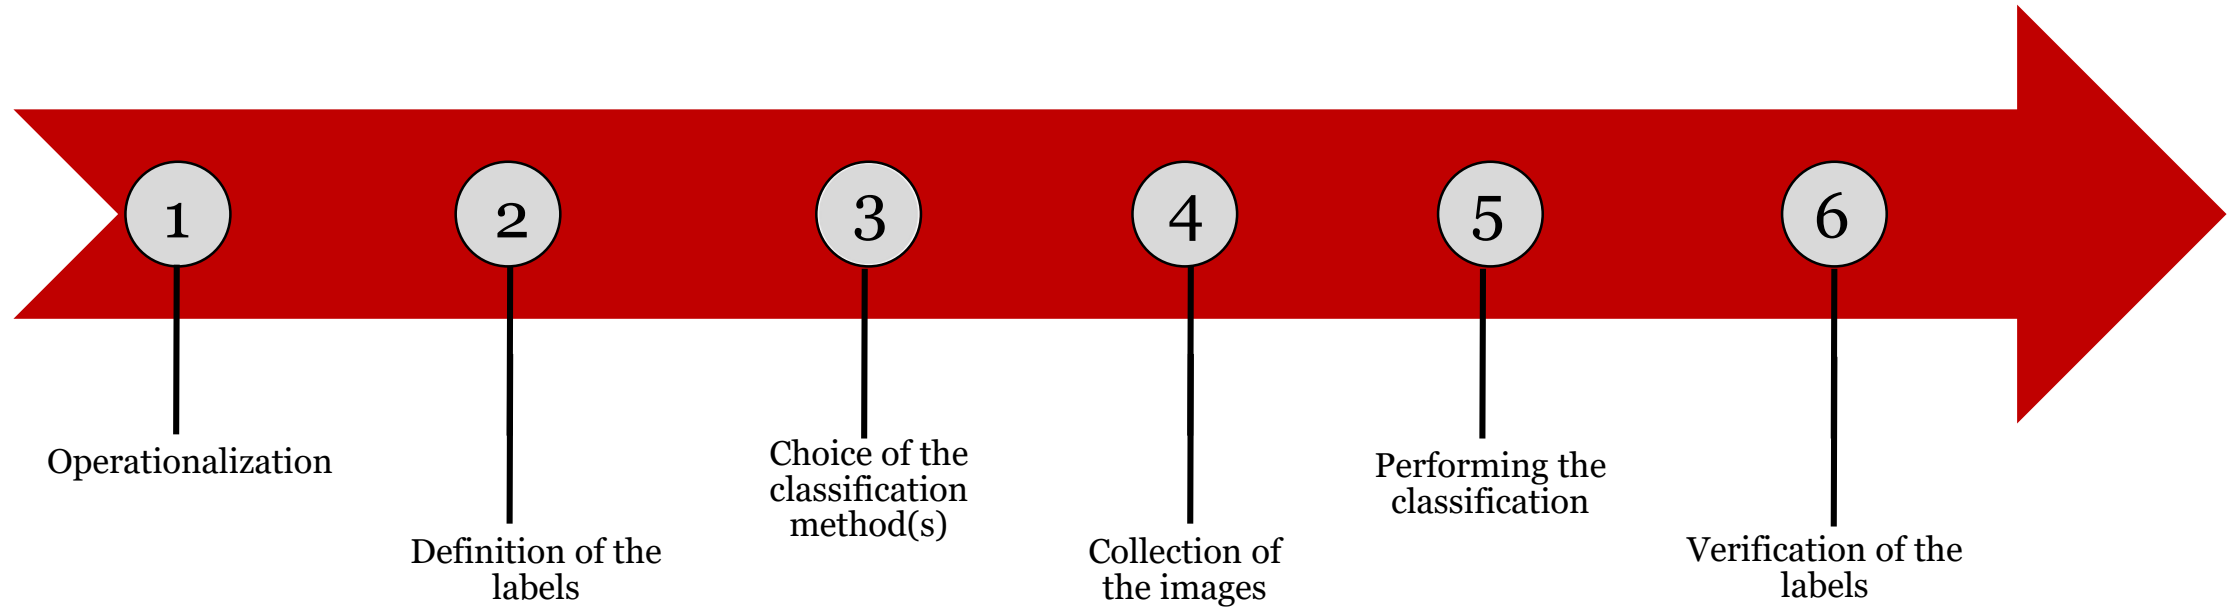 1
2
3
4
5
6
Operationalization
Definition of the
labels
Choice of the
classification
method(s)
Collection of
the images
Performing the
classification
Verification of the
labels